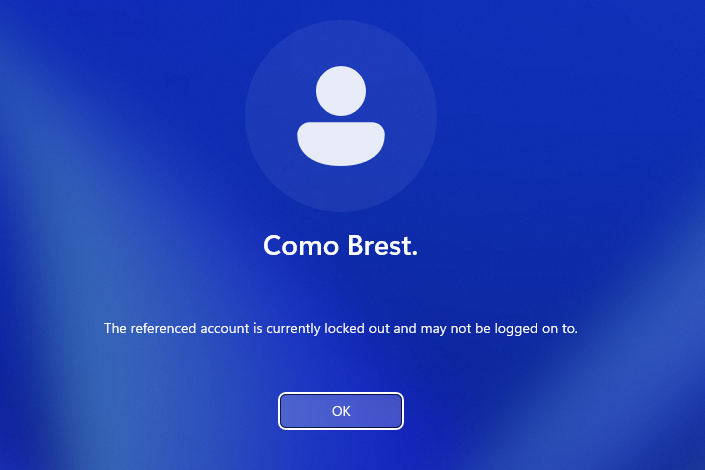 Como Brest.
The referenced account is currently locked out and may not be logged on to.
OK